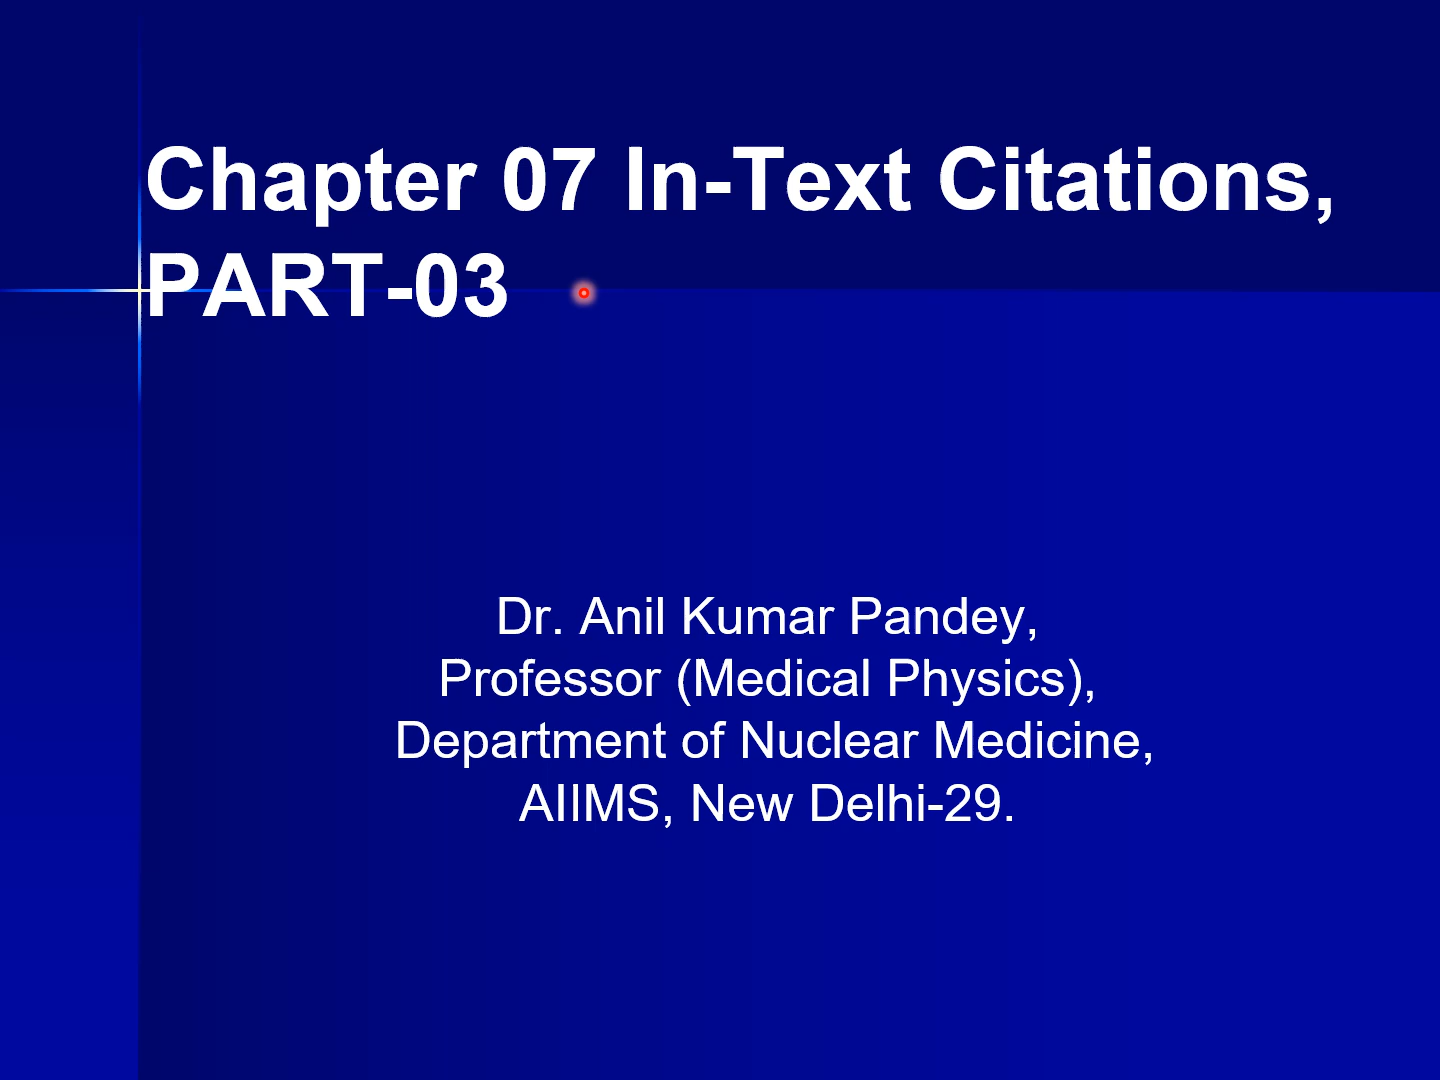 Chapter 07 In-Text Citations,
PART-03
Dr. Anil Kumar Pandey,
Professor (Medical Physics),
Department of Nuclear Medicine,
AIIMS, New Delhi-29.